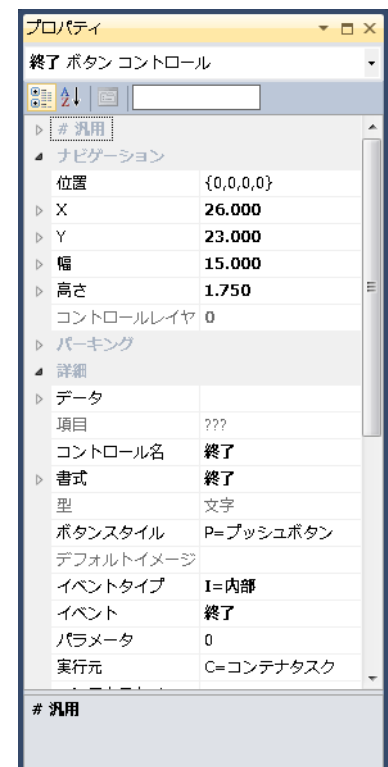 プロパティ
終了 ボタン コントロール
# 汎用
ナビゲーション
位置 {0,0,0,0}
X 26.000
Y 23.000
幅 15.000
高さ 1.750
コントロールレイヤ 0
パーキング
詳細
データ
項目 ???
コントロール名 終了
書式 終了
型 文字
ボタンスタイル P=プッシュボタン
デフォルトイメージ
イベントタイプ I=内部
イベント 終了
パラメータ 0
実行元 C=コンテナタスク
# 汎用